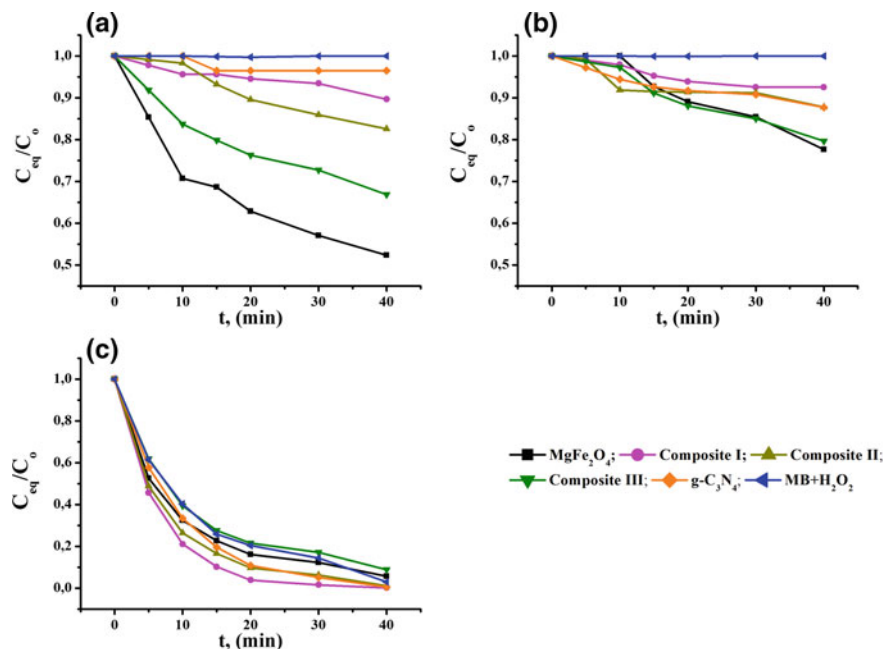 (a)
1,0
0,9
0,8
0,7
0,6
0,5
C_eq/C_o
0 10 20 30 40
t, (min)
(b)
1,0
0,9
0,8
0,7
0,6
0,5
C_eq/C_o
0 10 20 30 40
t, (min)
(c)
1,0
0,8
0,6
0,4
0,2
0,0
C_eq/C_o
0 10 20 30 40
t, (min)
MgFe₂O₄; Composite I; Composite II;
Composite III; g-C₃N₄; MB+H₂O₂